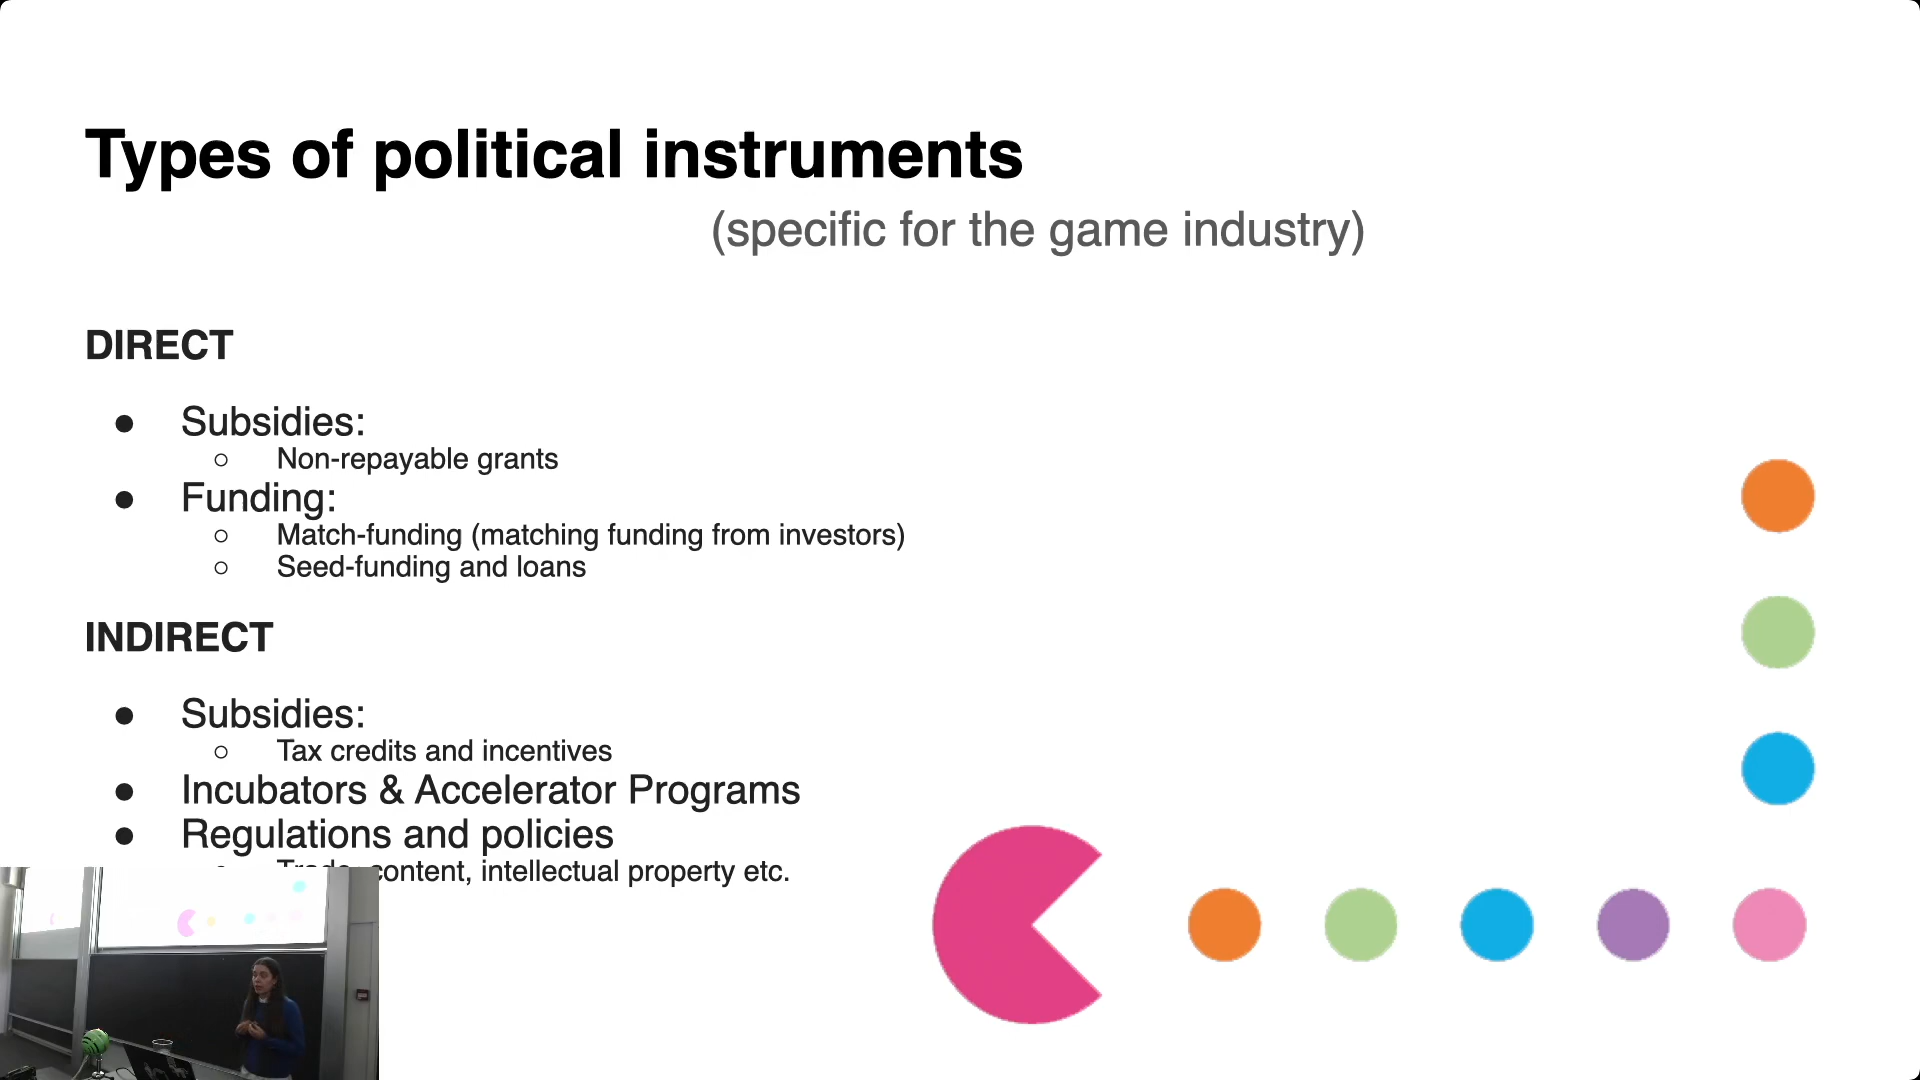 Types of political instruments
(specific for the game industry)
DIRECT
● Subsidies:
○ Non-repayable grants
● Funding:
○ Match-funding (matching funding from investors)
○ Seed-funding and loans
INDIRECT
● Subsidies:
○ Tax credits and incentives
● Incubators & Accelerator Programs
● Regulations and policies
Trade, content, intellectual property etc.